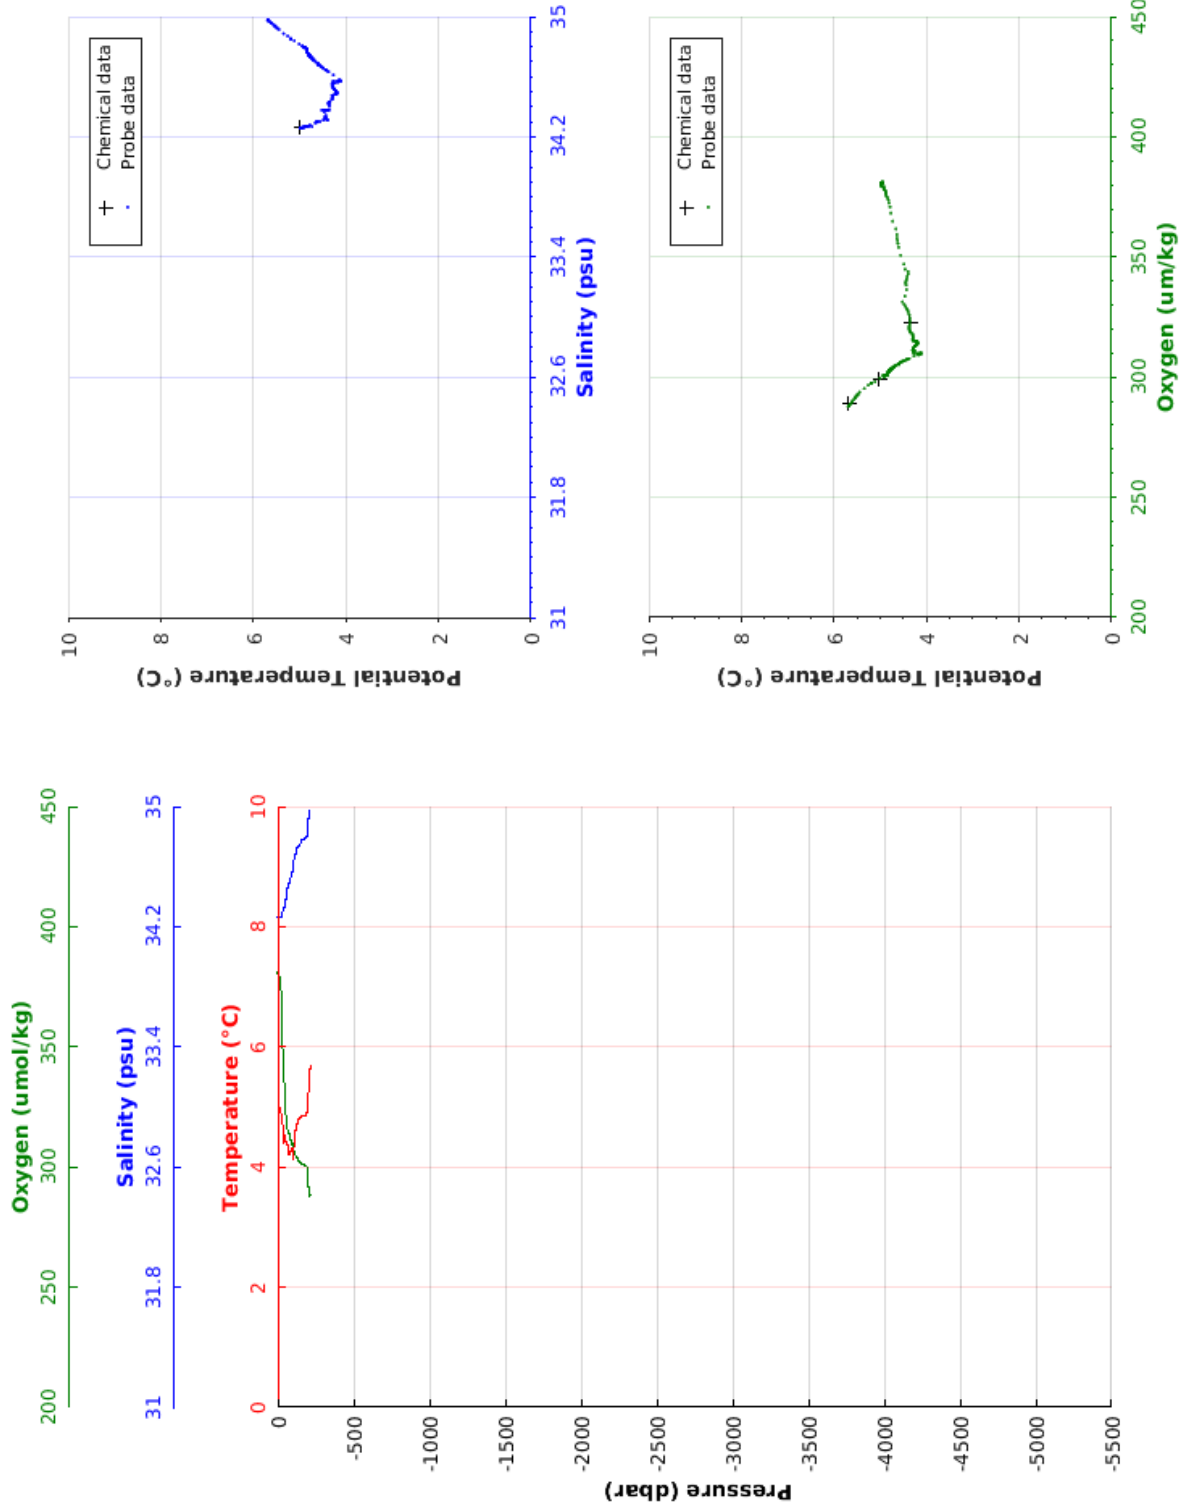 Oxygen (umol/kg)
200 250 300 350 400 450
Salinity (psu)
31 31.8 32.6 33.4 34.2 35
Temperature (°C)
0 2 4 6 8 10
Pressure (dbar)
0
-500
-1000
-1500
-2000
-2500
-3000
-3500
-4000
-4500
-5000
-5500
Potential Temperature (°C)
10
8
6
4
2
0
Chemical data
Probe data
31 31.8 32.6 33.4 34.2 35
Salinity (psu)
Potential Temperature (°C)
10
8
6
4
2
0
Chemical data
Probe data
200 250 300 350 400 450
Oxygen (um/kg)